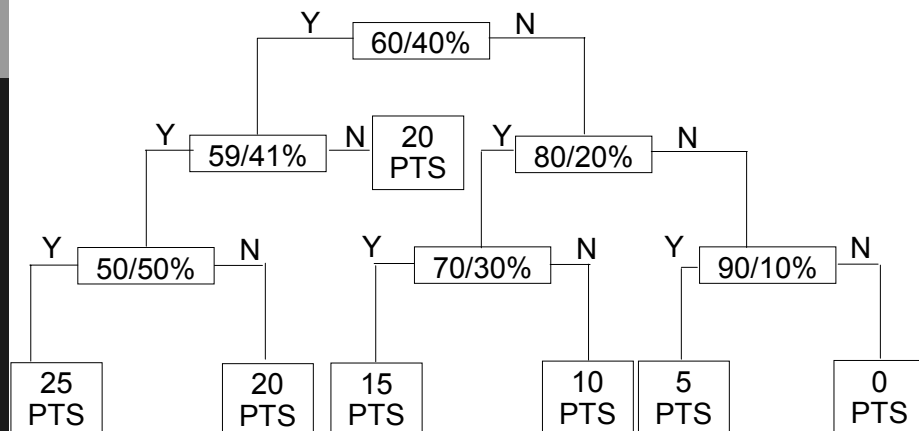 Y 60/40% N
Y 59/41% N 20 PTS Y 80/20% N
Y 50/50% N Y 70/30% N Y 90/10% N
25 PTS 20 PTS 15 PTS 10 PTS 5 PTS 0 PTS